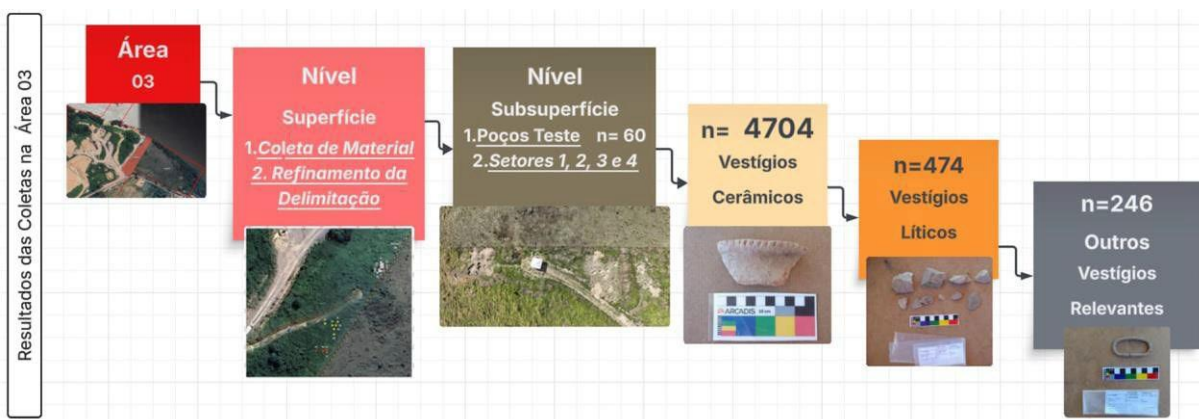 Resultados das Coletas na Área 03
Área
03
Nível
Superfície
1.Coleta de Material
2. Refinamento da
Delimitação
Nível
Subsuperfície
1.Poços Teste n= 60
2.Setores 1, 2, 3 e 4
n= 4704
Vestígios
Cerâmicos
ARCADIS 10 cm
n=474
Vestígios
Líticos
n=246
Outros
Vestígios
Relevantes